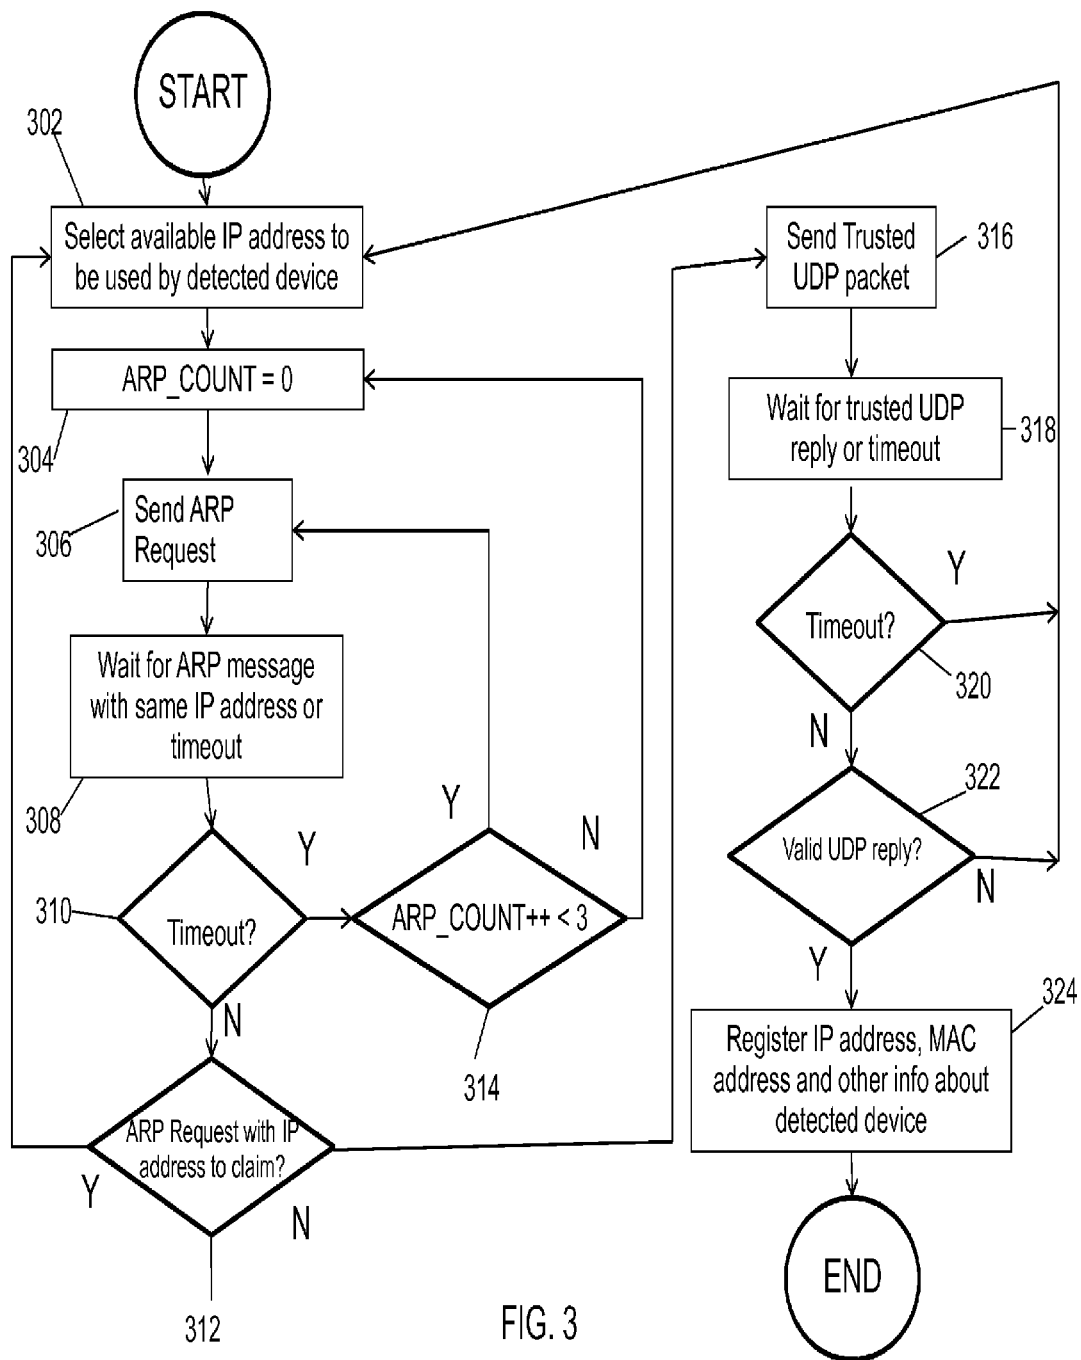 START
302
Select available IP address to
be used by detected device
ARP_COUNT = 0
304
Send ARP
Request
306
Wait for ARP message
with same IP address or
timeout
308
Timeout?
310
Y
N
ARP_COUNT++ < 3
Y
N
314
ARP Request with IP
address to claim?
Y
N
312
Send Trusted
UDP packet
316
Wait for trusted UDP
reply or timeout
318
Timeout?
Y
320
N
Valid UDP reply?
322
N
Y
Register IP address, MAC
address and other info about
detected device
324
END
FIG. 3